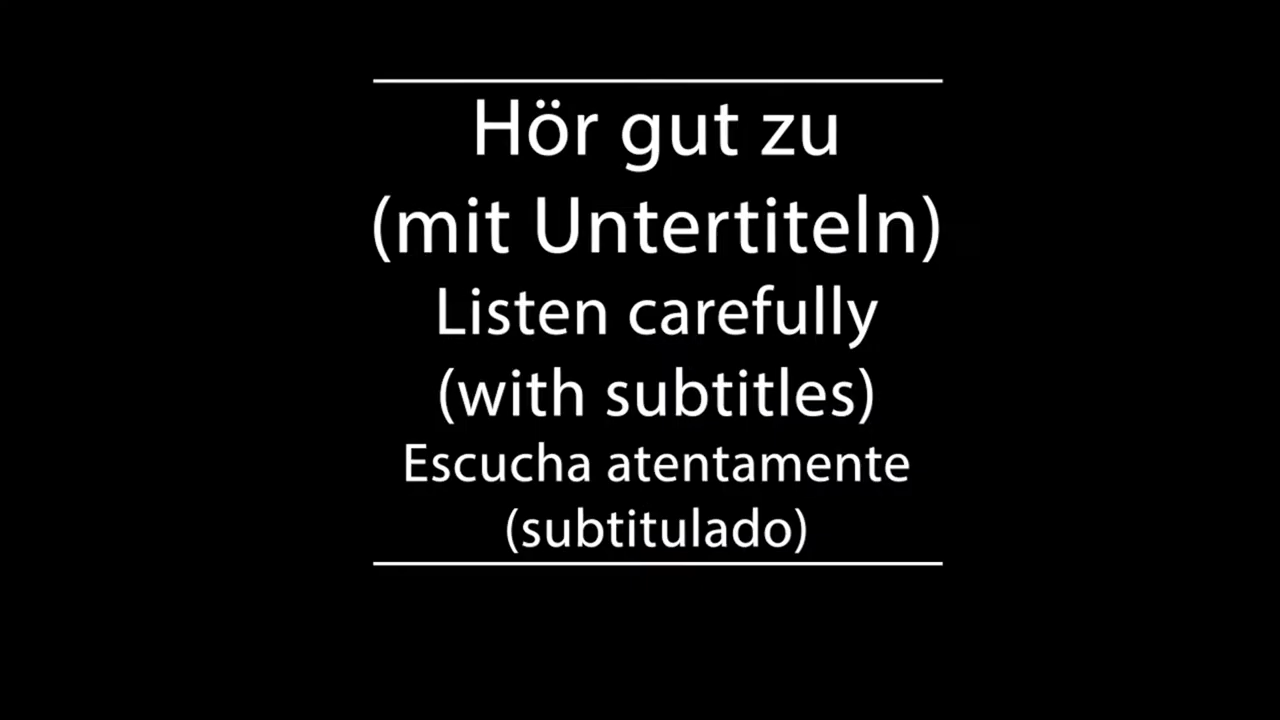 Hör gut zu
(mit Untertiteln)
Listen carefully
(with subtitles)
Escucha atentamente
(subtitulado)